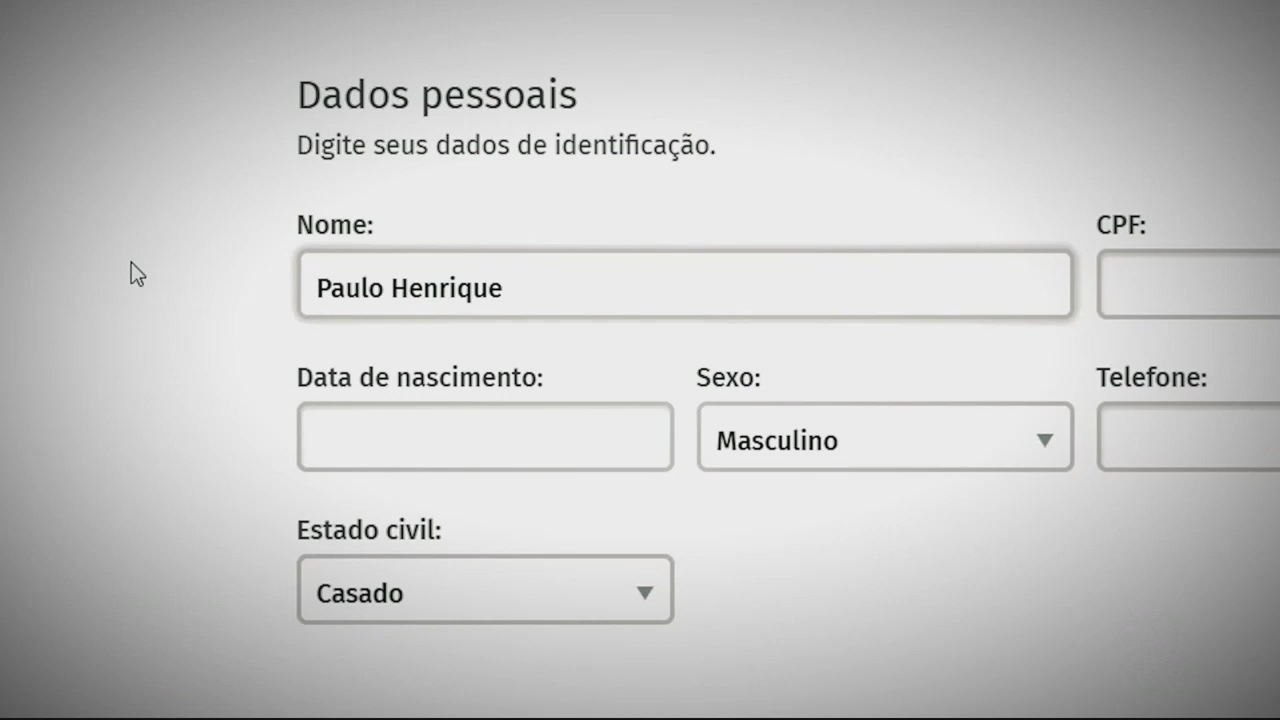 Dados pessoais
Digite seus dados de identificação.
Nome:
CPF:
Paulo Henrique
Data de nascimento:
Sexo:
Telefone:
Masculino
Estado civil:
Casado